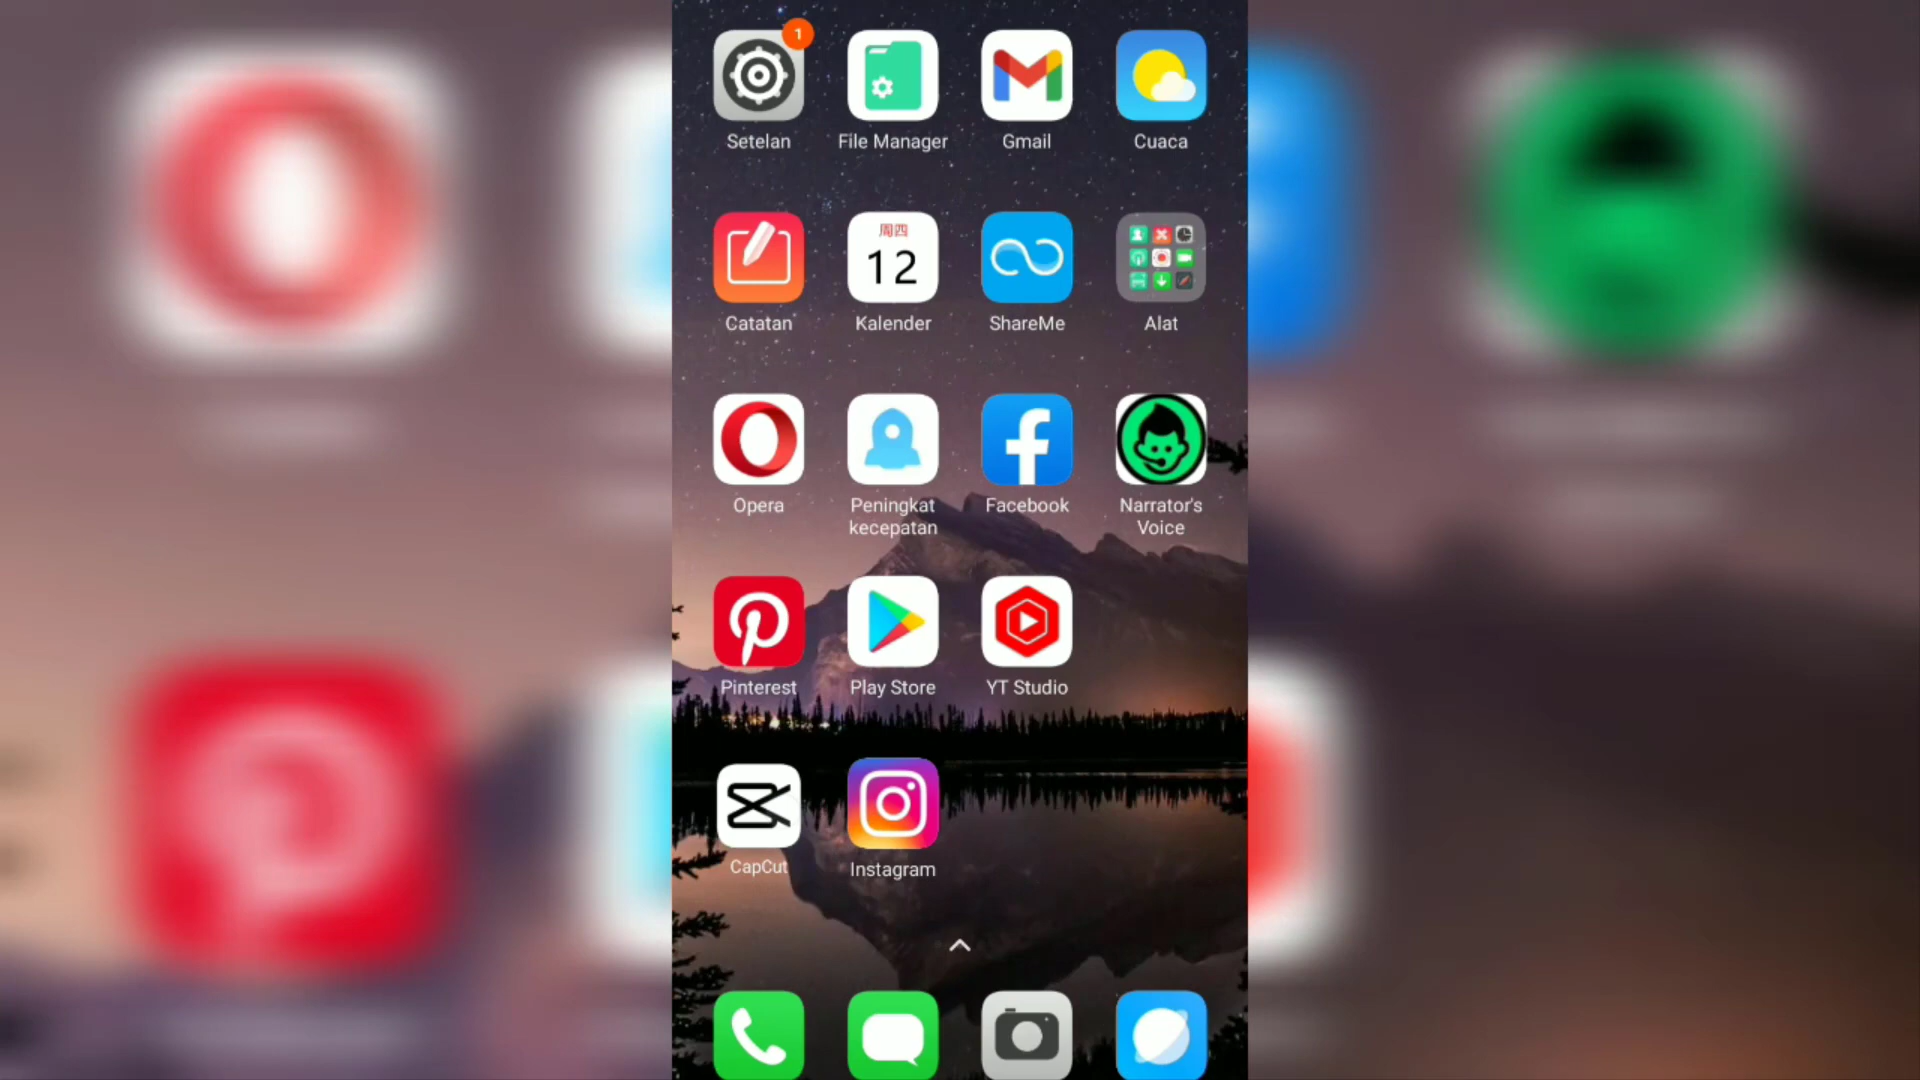 1
Setelan
File Manager
Gmail
Cuaca
周四
12
Catatan
Kalender
ShareMe
Alat
Opera
Peningkat
kecepatan
Facebook
Narrator's
Voice
Pinterest
Play Store
YT Studio
CapCut
Instagram